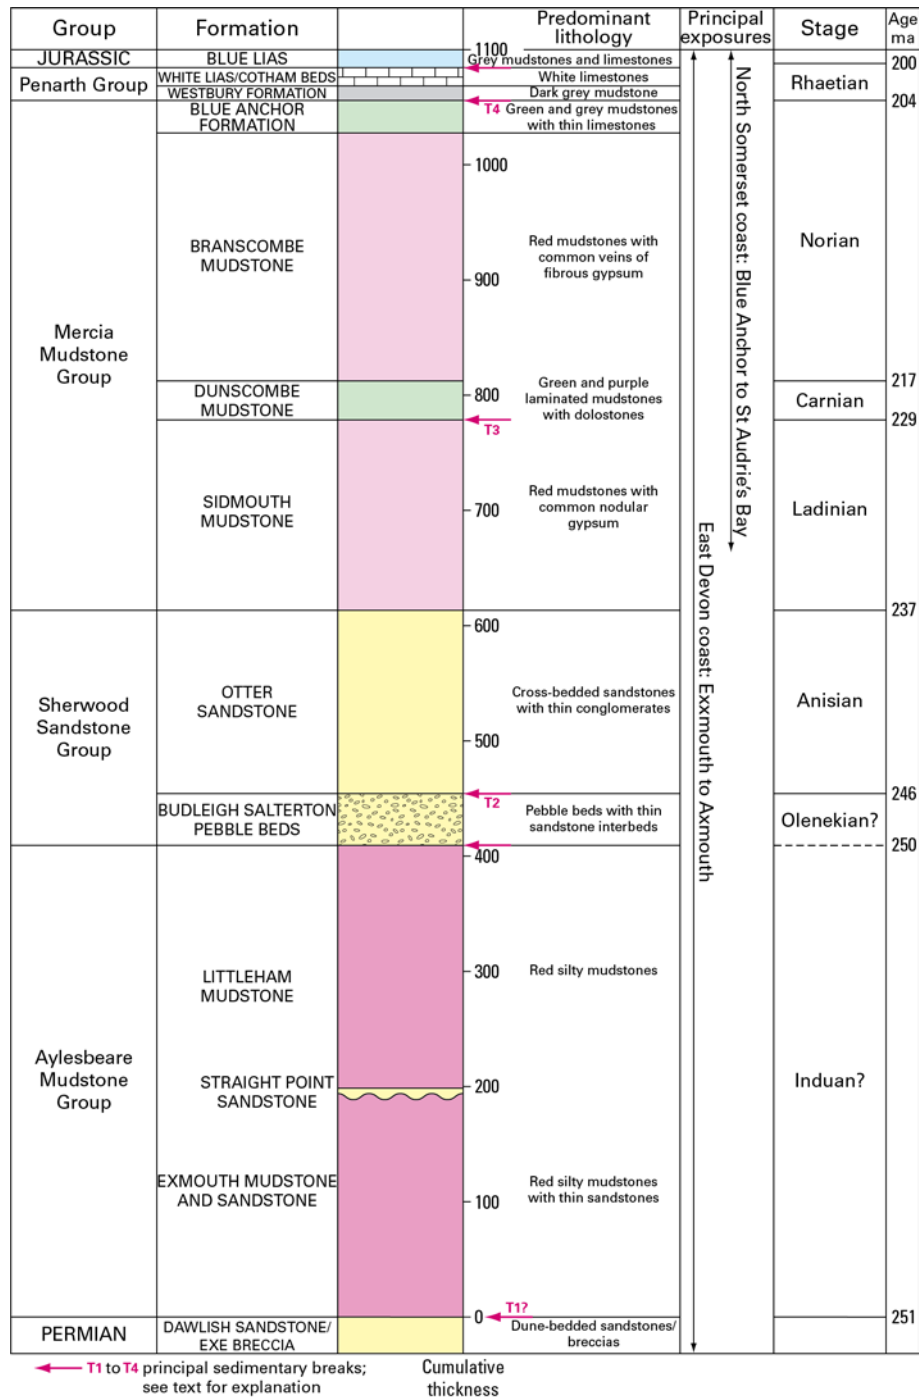 Group
Formation
Predominant
lithology
Principal
exposures
Stage
Age
ma
JURASSIC
BLUE LIAS
1100
Grey mudstones and limestones
200
Penarth Group
WHITE LIAS/COTHAM BEDS
White limestones
Rhaetian
WESTBURY FORMATION
Dark grey mudstone
T4
204
BLUE ANCHOR
FORMATION
Green and grey mudstones
with thin limestones
1000
BRANSCOMBE
MUDSTONE
Red mudstones with
common veins of
fibrous gypsum
900
Norian
North Somerset coast: Blue Anchor to St Audrie's Bay
Mercia
Mudstone
Group
217
DUNSCOMBE
MUDSTONE
800
Green and purple
laminated mudstones
with dolostones
Carnian
T3
229
SIDMOUTH
MUDSTONE
700
Red mudstones with
common nodular
gypsum
Ladinian
East Devon coast: Exxmouth to Axmouth
237
600
Sherwood
Sandstone
Group
OTTER
SANDSTONE
Cross-bedded sandstones
with thin conglomerates
Anisian
500
T2
246
BUDLEIGH SALTERTON
PEBBLE BEDS
Pebble beds with thin
sandstone interbeds
Olenekian?
250
400
LITTLEHAM
MUDSTONE
300
Red silty mudstones
Aylesbeare
Mudstone
Group
STRAIGHT POINT
SANDSTONE
200
Induan?
EXMOUTH MUDSTONE
AND SANDSTONE
100
Red silty mudstones
with thin sandstones
T1?
0
251
PERMIAN
DAWLISH SANDSTONE/
EXE BRECCIA
Dune-bedded sandstones/
breccias
T1 to T4 principal sedimentary breaks;
see text for explanation
Cumulative
thickness